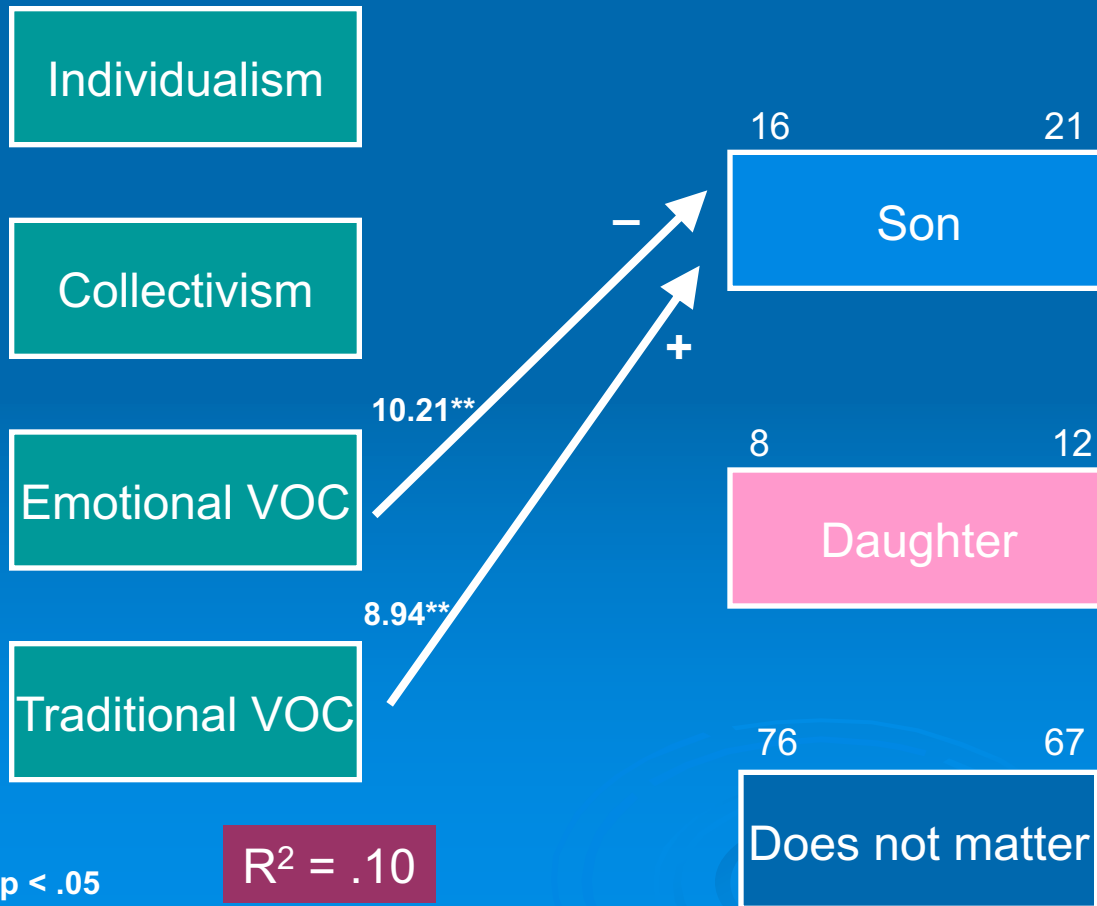 Individualism
16 21
Son
–
Collectivism
+
10.21**
8 12
Emotional VOC
Daughter
8.94**
Traditional VOC
76 67
Does not matter
R² = .10
p < .05